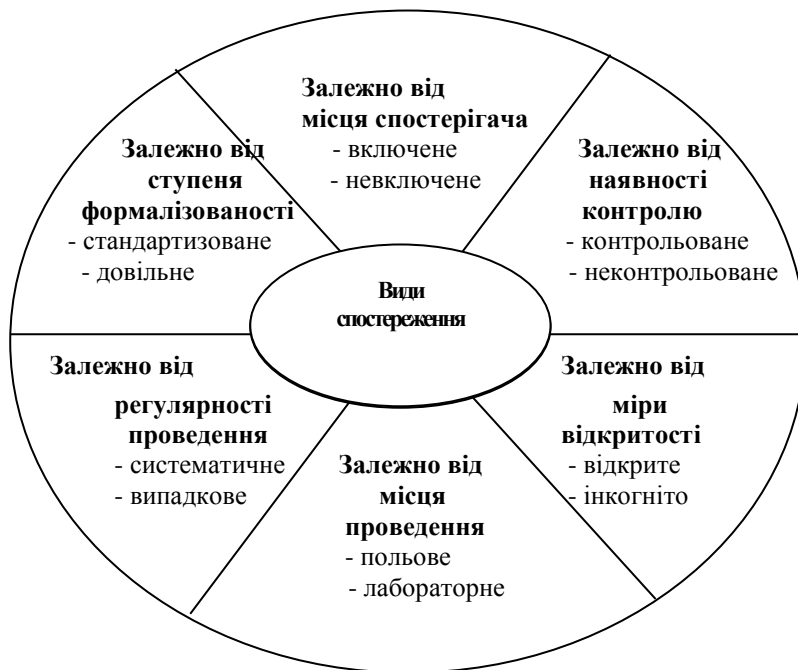 Залежно від
місця спостерігача
- включене
- невключене
Залежно від
ступеня
формалізованості
- стандартизоване
- довільне
Залежно від
наявності
контролю
- контрольоване
- неконтрольоване
Види
спостереження
Залежно від
регулярності
проведення
- систематичне
- випадкове
Залежно від
місця
проведення
- польове
- лабораторне
Залежно від
міри
відкритості
- відкрите
- інкогніто